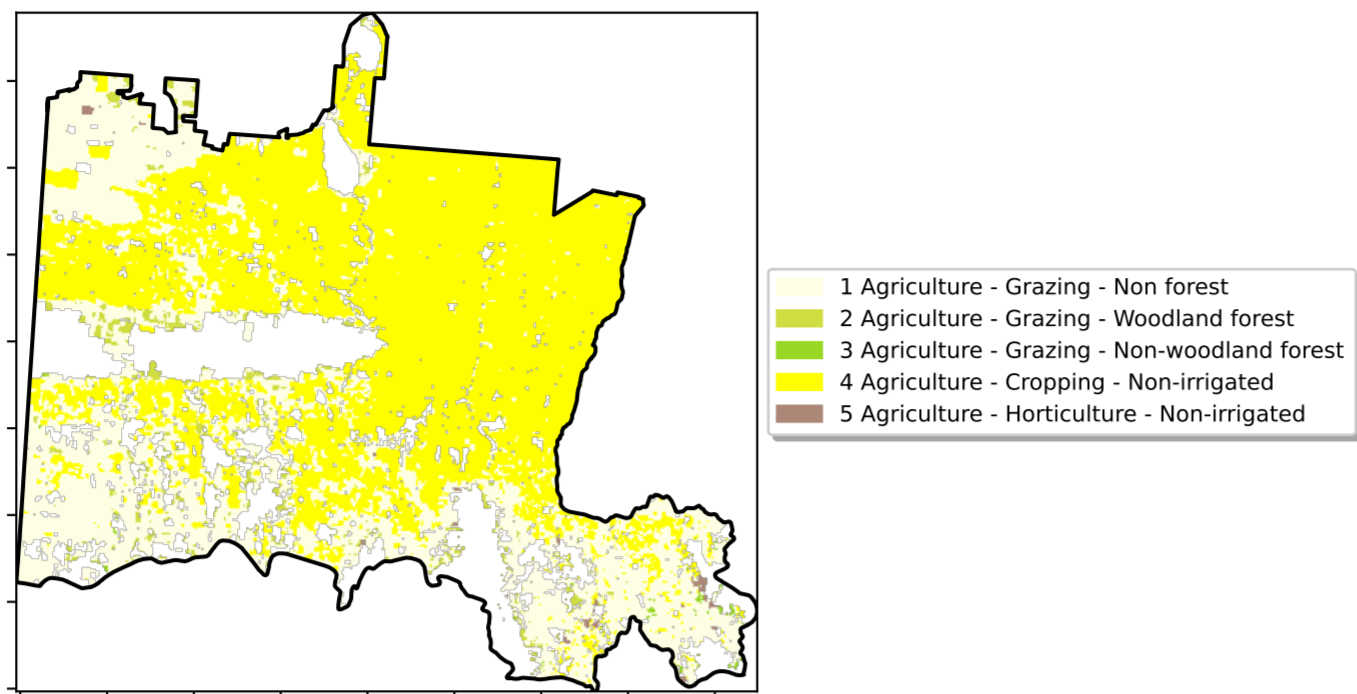 1 Agriculture - Grazing - Non forest
2 Agriculture - Grazing - Woodland forest
3 Agriculture - Grazing - Non-woodland forest
4 Agriculture - Cropping - Non-irrigated
5 Agriculture - Horticulture - Non-irrigated